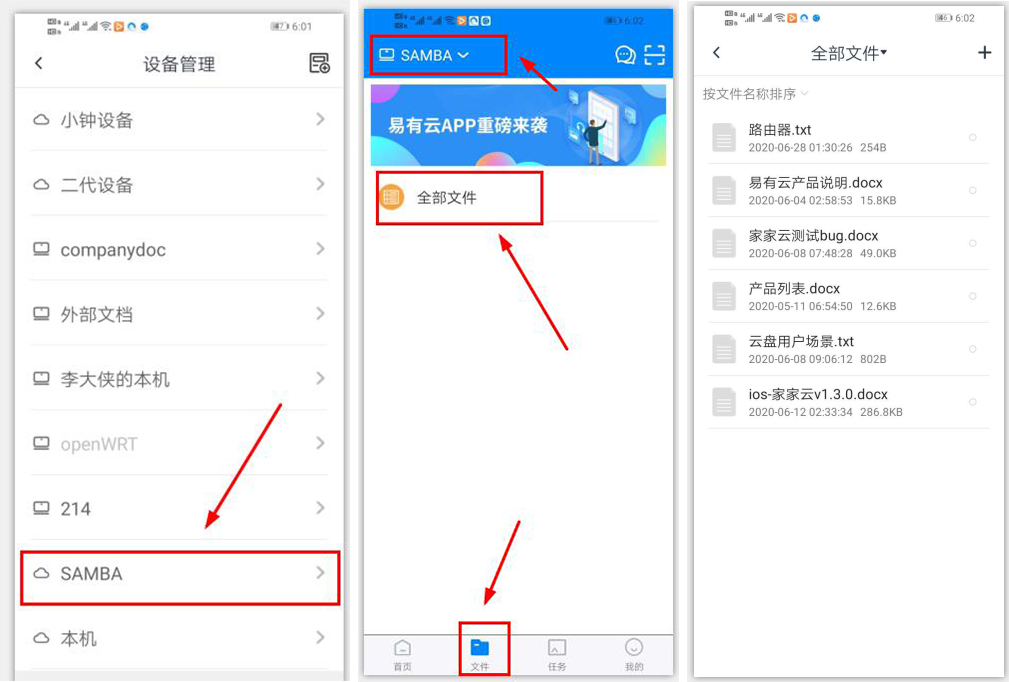 6:01
设备管理
小钟设备
二代设备
companydoc
外部文档
李大侠的本机
openWRT
214
SAMBA
本机
6:02
SAMBA
易有云APP重磅来袭
全部文件
首页
文件
任务
我的
6:02
全部文件
按文件名称排序
路由器.txt
2020-06-28 01:30:26 254B
易有云产品说明.docx
2020-06-04 02:58:53 15.8KB
家家云测试bug.docx
2020-06-08 07:48:28 49.0KB
产品列表.docx
2020-05-11 06:54:50 12.6KB
云盘用户场景.txt
2020-06-08 09:06:12 802B
ios-家家云v1.3.0.docx
2020-06-12 02:33:34 286.8KB